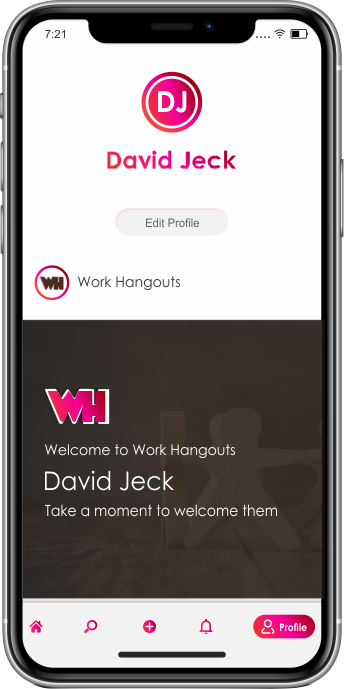 7:21
DJ
David Jeck
Edit Profile
WH
Work Hangouts
WH
Welcome to Work Hangouts
David Jeck
Take a moment to welcome them
Profile